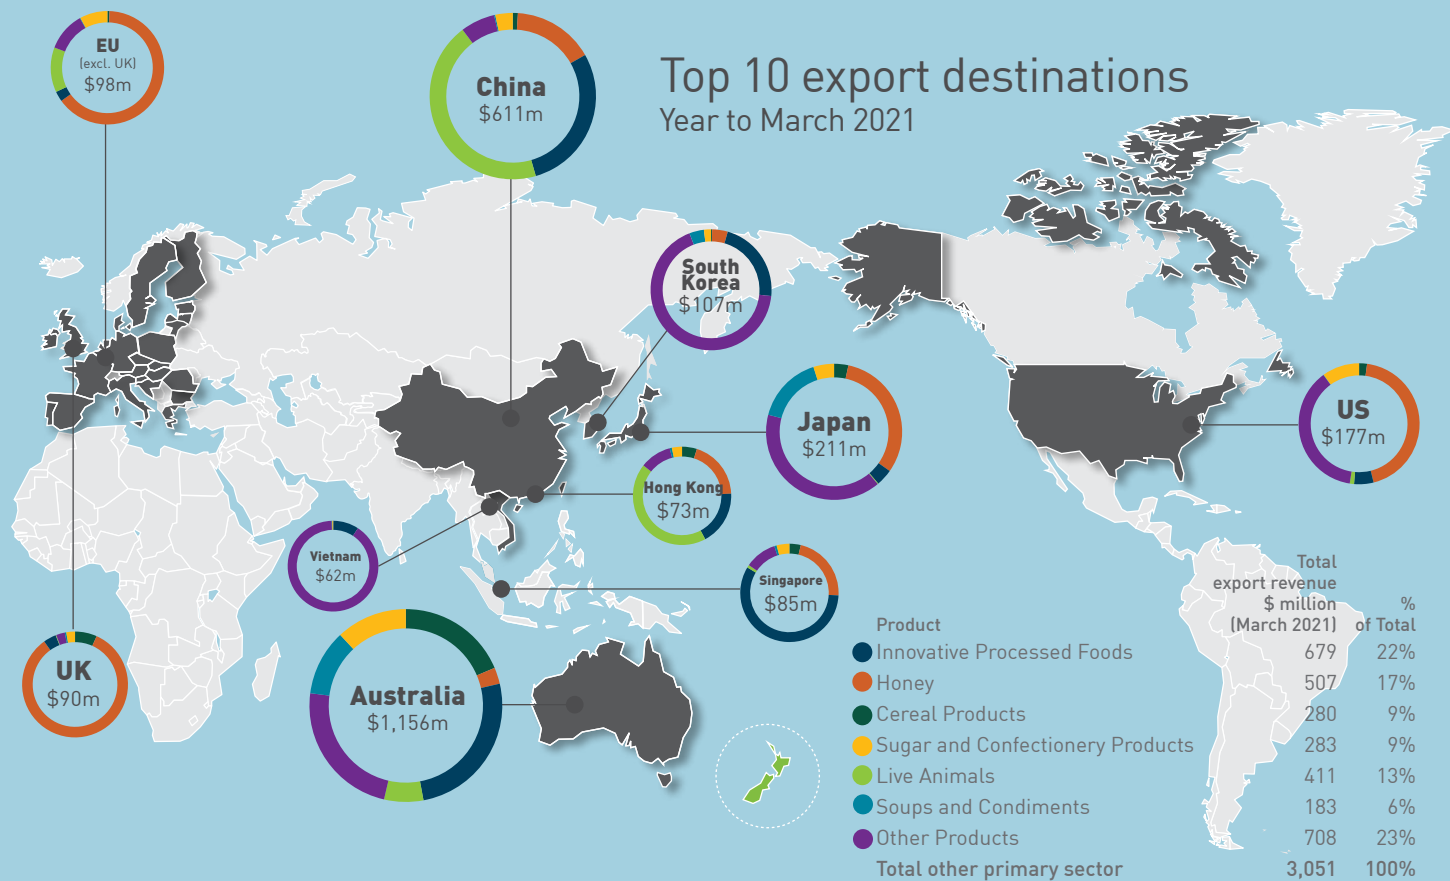 Top 10 export destinations
Year to March 2021
EU
(excl. UK)
$98m
China
$611m
South
Korea
$107m
Japan
$211m
US
$177m
Hong Kong
$73m
Vietnam
$62m
Singapore
$85m
UK
$90m
Australia
$1,156m
Total
export revenue
$ million %
Product (March 2021) of Total
Innovative Processed Foods 679 22%
Honey 507 17%
Cereal Products 280 9%
Sugar and Confectionery Products 283 9%
Live Animals 411 13%
Soups and Condiments 183 6%
Other Products 708 23%
Total other primary sector 3,051 100%